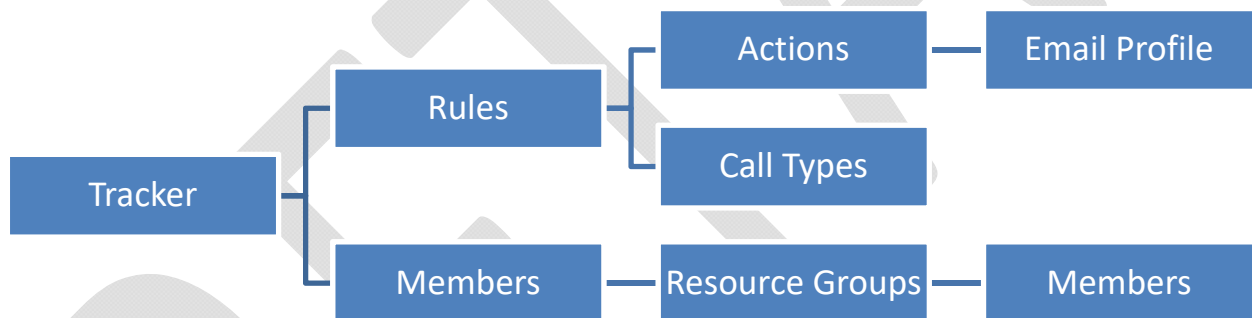 Actions
Email Profile
Rules
Call Types
Tracker
Members
Resource Groups
Members